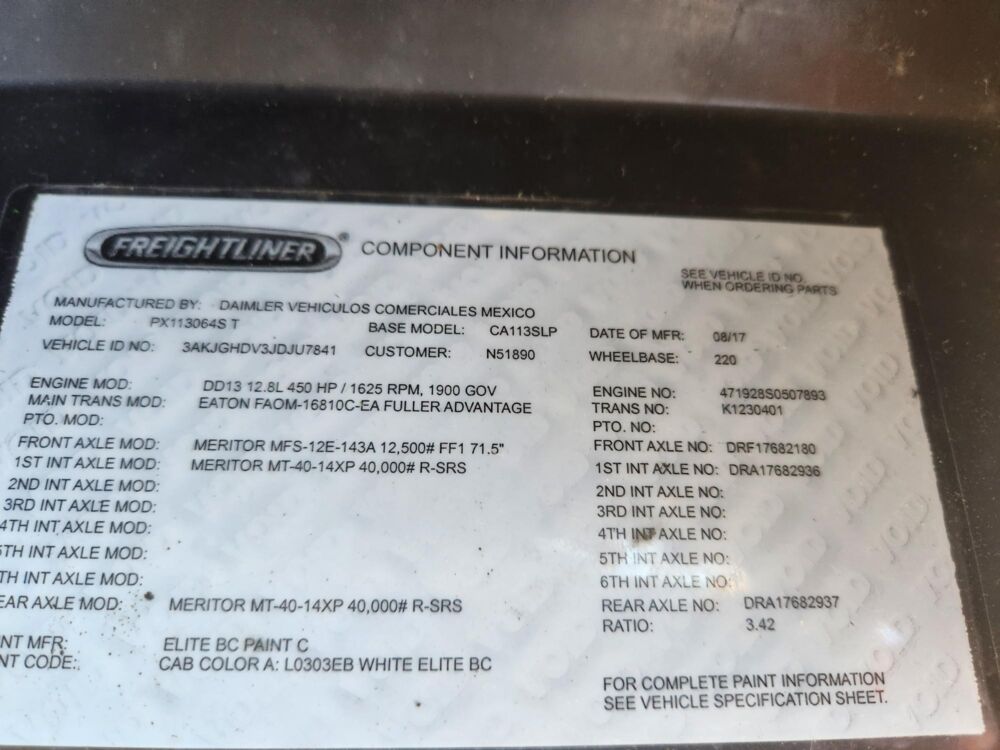 FREIGHTLINER® COMPONENT INFORMATION
SEE VEHICLE ID NO.
WHEN ORDERING PARTS
MANUFACTURED BY: DAIMLER VEHICULOS COMERCIALES MEXICO
MODEL: PX113064S T BASE MODEL: CA113SLP DATE OF MFR: 08/17
VEHICLE ID NO: 3AKJGHDV3JDJU7841 CUSTOMER: N51890 WHEELBASE: 220
ENGINE MOD: DD13 12.8L 450 HP / 1625 RPM, 1900 GOV ENGINE NO: 471928S0507893
MAIN TRANS MOD: EATON FAOM-16810C-EA FULLER ADVANTAGE TRANS NO: K1230401
PTO. MOD: PTO. NO:
FRONT AXLE MOD: MERITOR MFS-12E-143A 12,500# FF1 71.5" FRONT AXLE NO: DRF17682180
1ST INT AXLE MOD: MERITOR MT-40-14XP 40,000# R-SRS 1ST INT AXLE NO: DRA17682936
2ND INT AXLE MOD: 2ND INT AXLE NO:
3RD INT AXLE MOD: 3RD INT AXLE NO:
4TH INT AXLE MOD: 4TH INT AXLE NO:
5TH INT AXLE MOD: 5TH INT AXLE NO:
TH INT AXLE MOD: 6TH INT AXLE NO:
EAR AXLE MOD: MERITOR MT-40-14XP 40,000# R-SRS REAR AXLE NO: DRA17682937
RATIO: 3.42
NT MFR: ELITE BC PAINT C
NT CODE: CAB COLOR A: L0303EB WHITE ELITE BC
FOR COMPLETE PAINT INFORMATION
SEE VEHICLE SPECIFICATION SHEET.